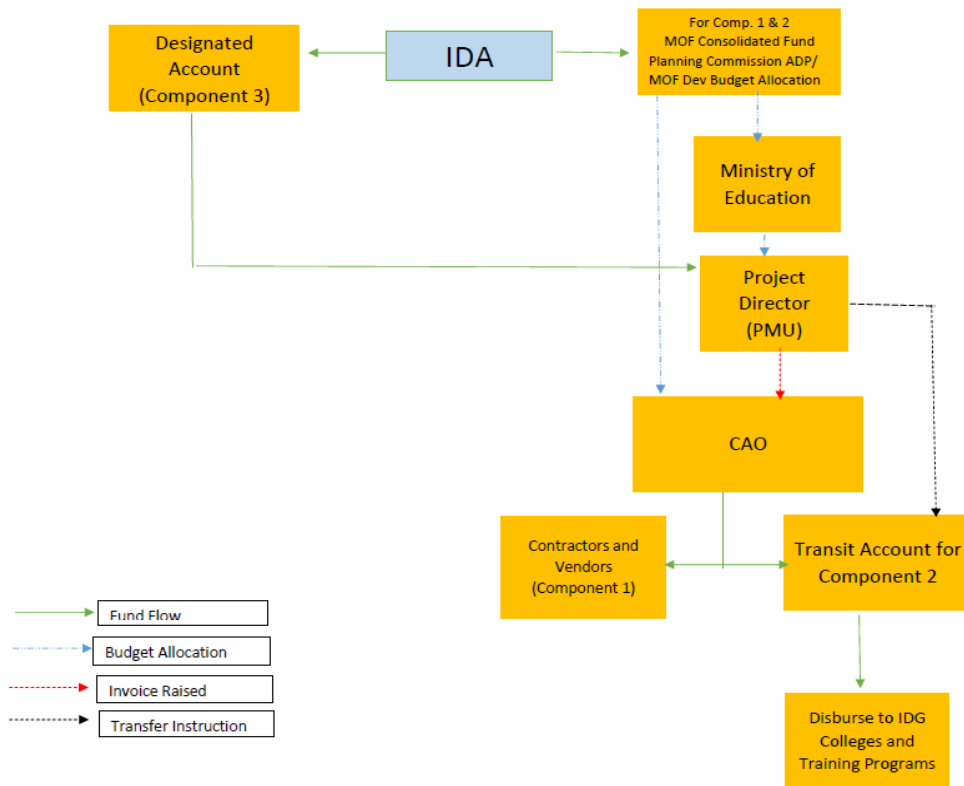 Designated
Account
(Component 3)
IDA
For Comp. 1 & 2
MOF Consolidated Fund
Planning Commission ADP/
MOF Dev Budget Allocation
Ministry of
Education
Project
Director
(PMU)
CAO
Contractors and
Vendors
(Component 1)
Transit Account for
Component 2
Fund Flow
Budget Allocation
Invoice Raised
Transfer Instruction
Disburse to IDG
Colleges and
Training Programs